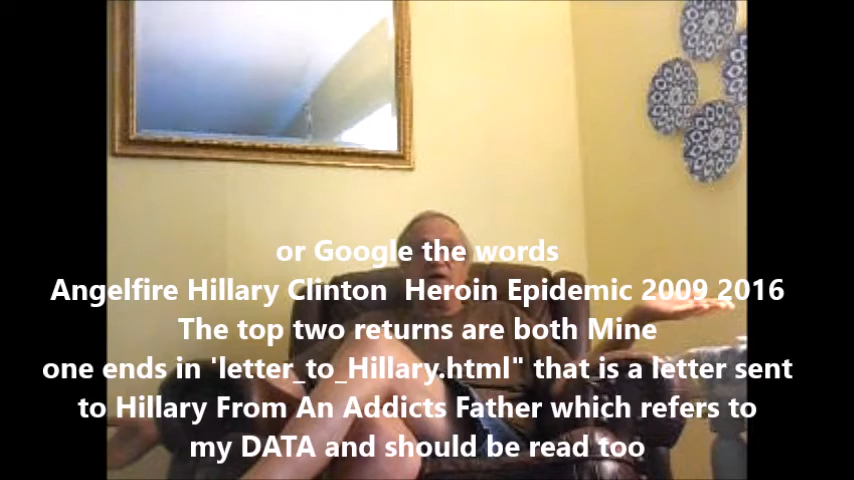 or Google the words
Angelfire Hillary Clinton  Heroin Epidemic 2009 2016
The top two returns are both Mine
one ends in 'letter_to_Hillary.html" that is a letter sent
to Hillary From An Addicts Father which refers to
my DATA and should be read too